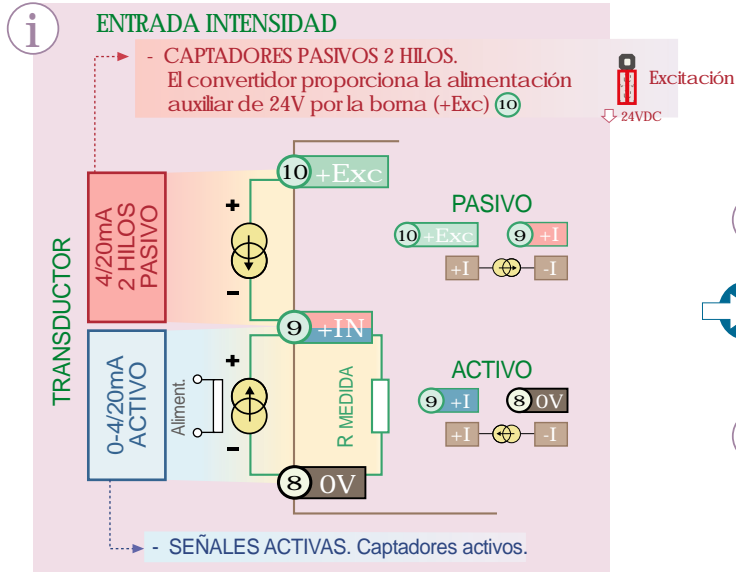 i
ENTRADA INTENSIDAD
- CAPTADORES PASIVOS 2 HILOS.
El convertidor proporciona la alimentación
auxiliar de 24V por la borna (+Exc) 10
Excitación
24VDC
TRANSDUCTOR
4/20mA
2 HILOS
PASIVO
+
-
10 +Exc
PASIVO
10 +Exc
9 +I
+I
-I
9 +IN
0-4/20mA
ACTIVO
Aliment.
+
-
R MEDIDA
ACTIVO
9 +I
8 0V
+I
-I
8 0V
- SEÑALES ACTIVAS. Captadores activos.